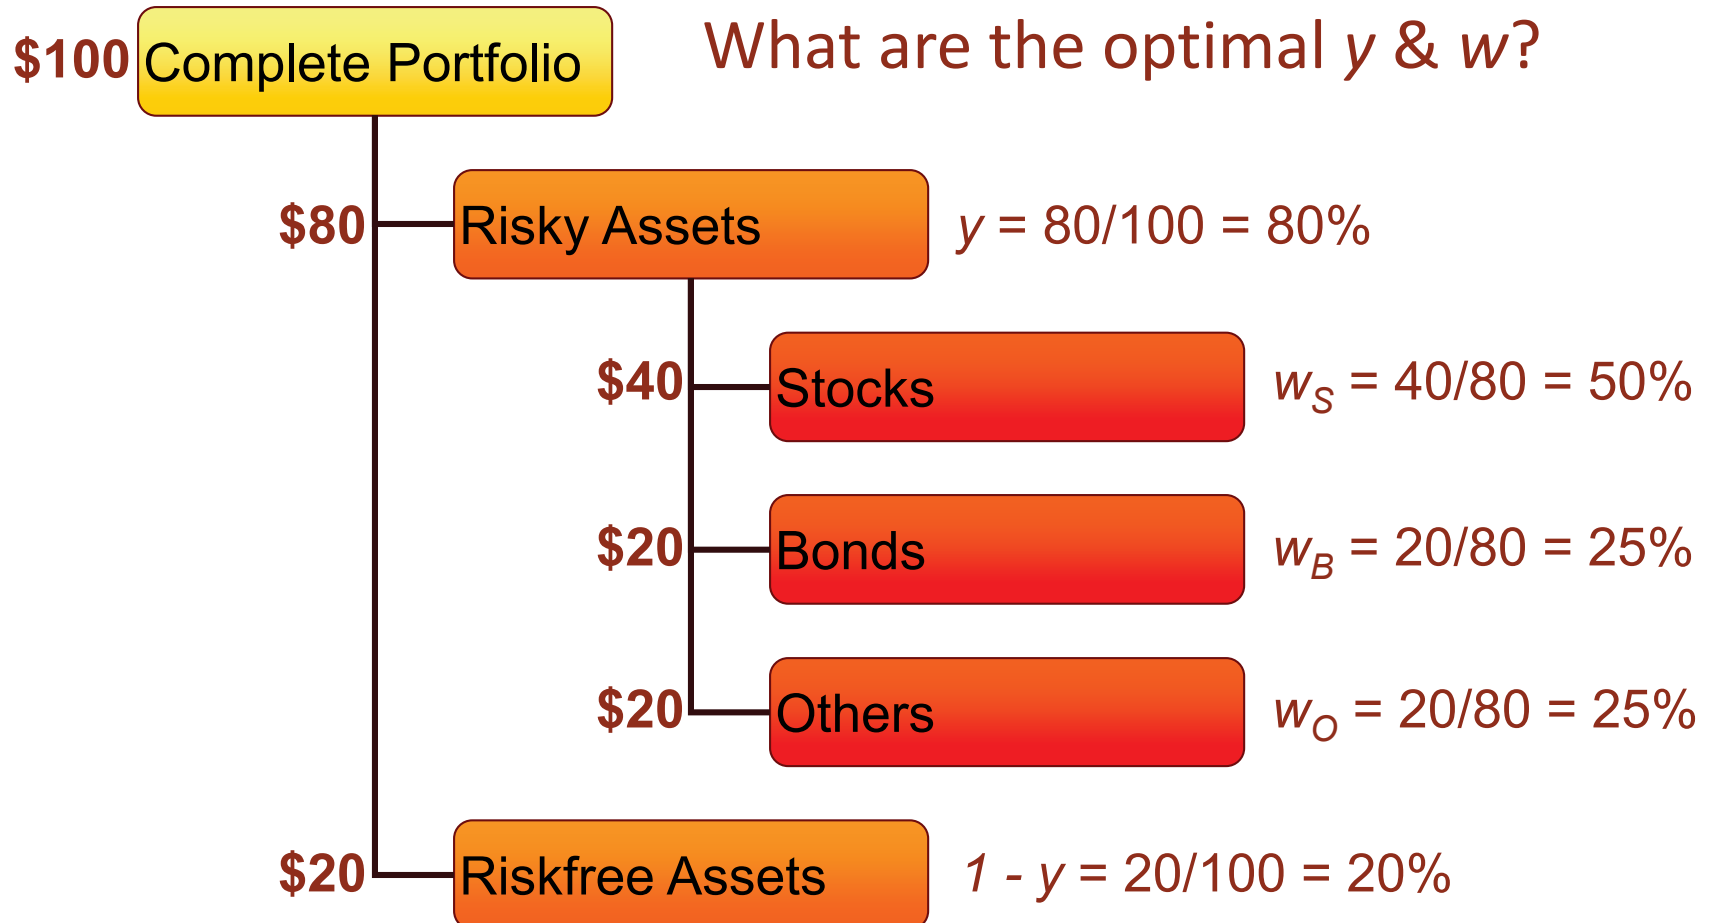 What are the optimal y & w?
$100 Complete Portfolio
$80 Risky Assets y = 80/100 = 80%
$40 Stocks wS = 40/80 = 50%
$20 Bonds wB = 20/80 = 25%
$20 Others wO = 20/80 = 25%
$20 Riskfree Assets 1 - y = 20/100 = 20%